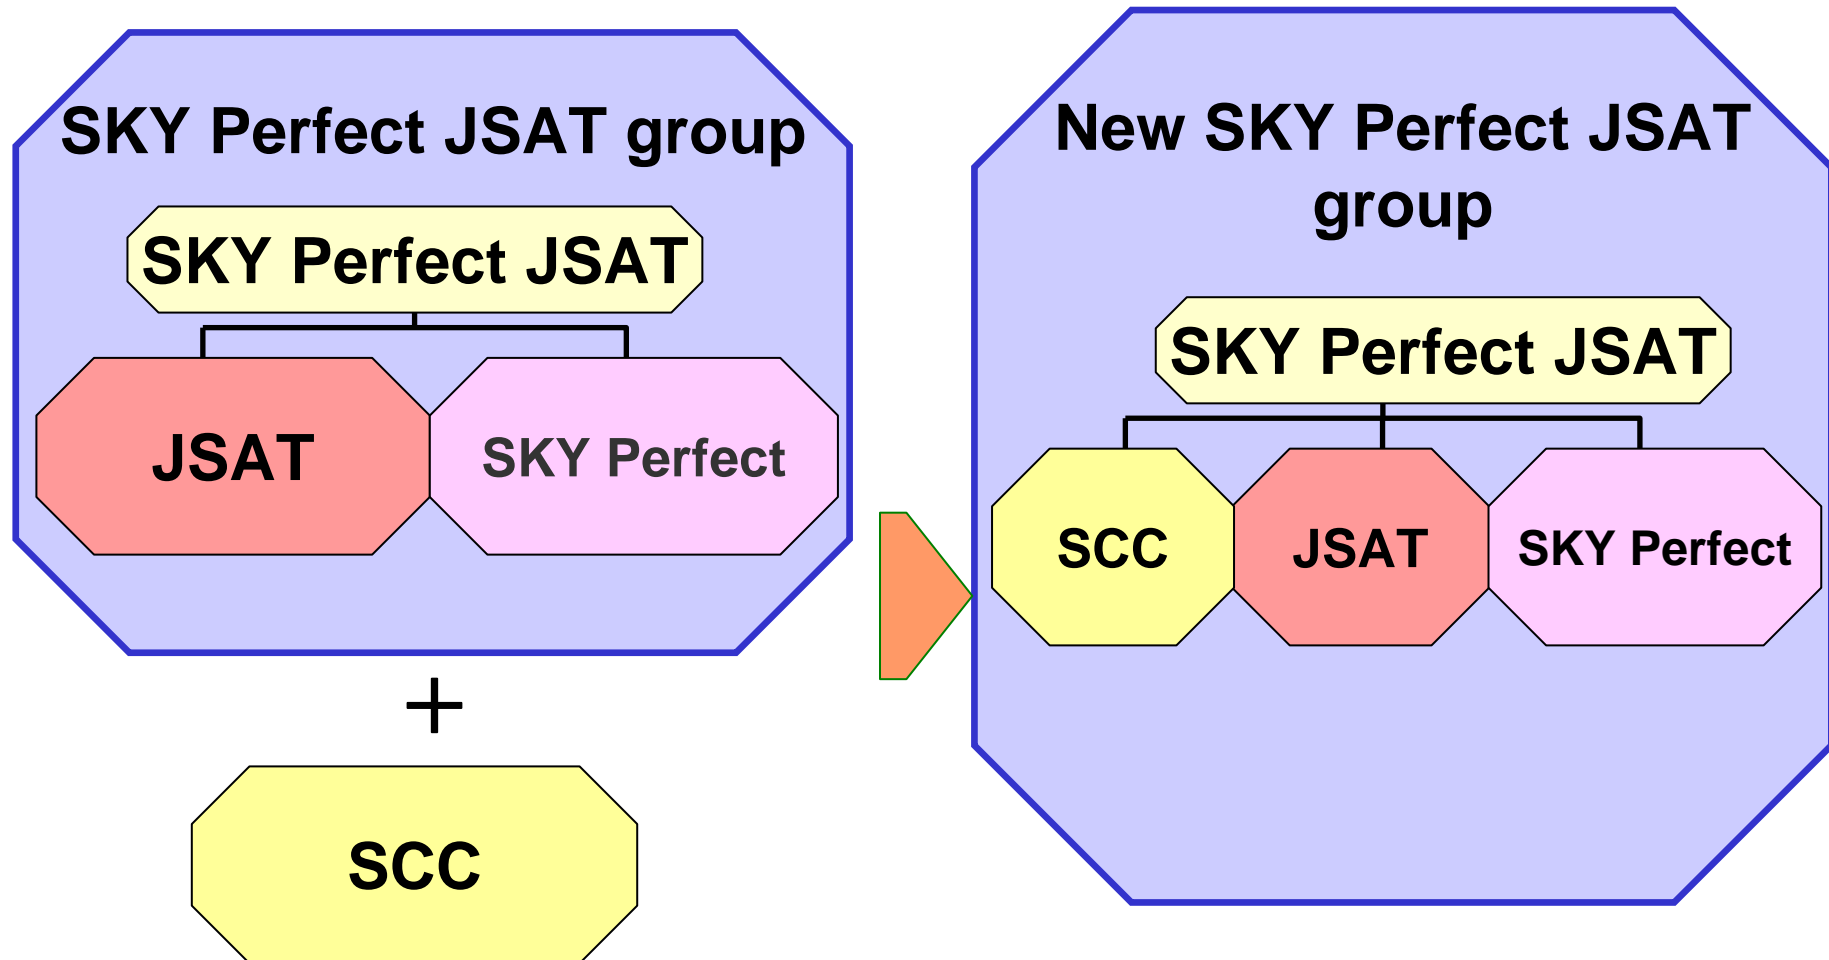 SKY Perfect JSAT group
SKY Perfect JSAT
JSAT
SKY Perfect
+
SCC
New SKY Perfect JSAT
group
SKY Perfect JSAT
SCC
JSAT
SKY Perfect